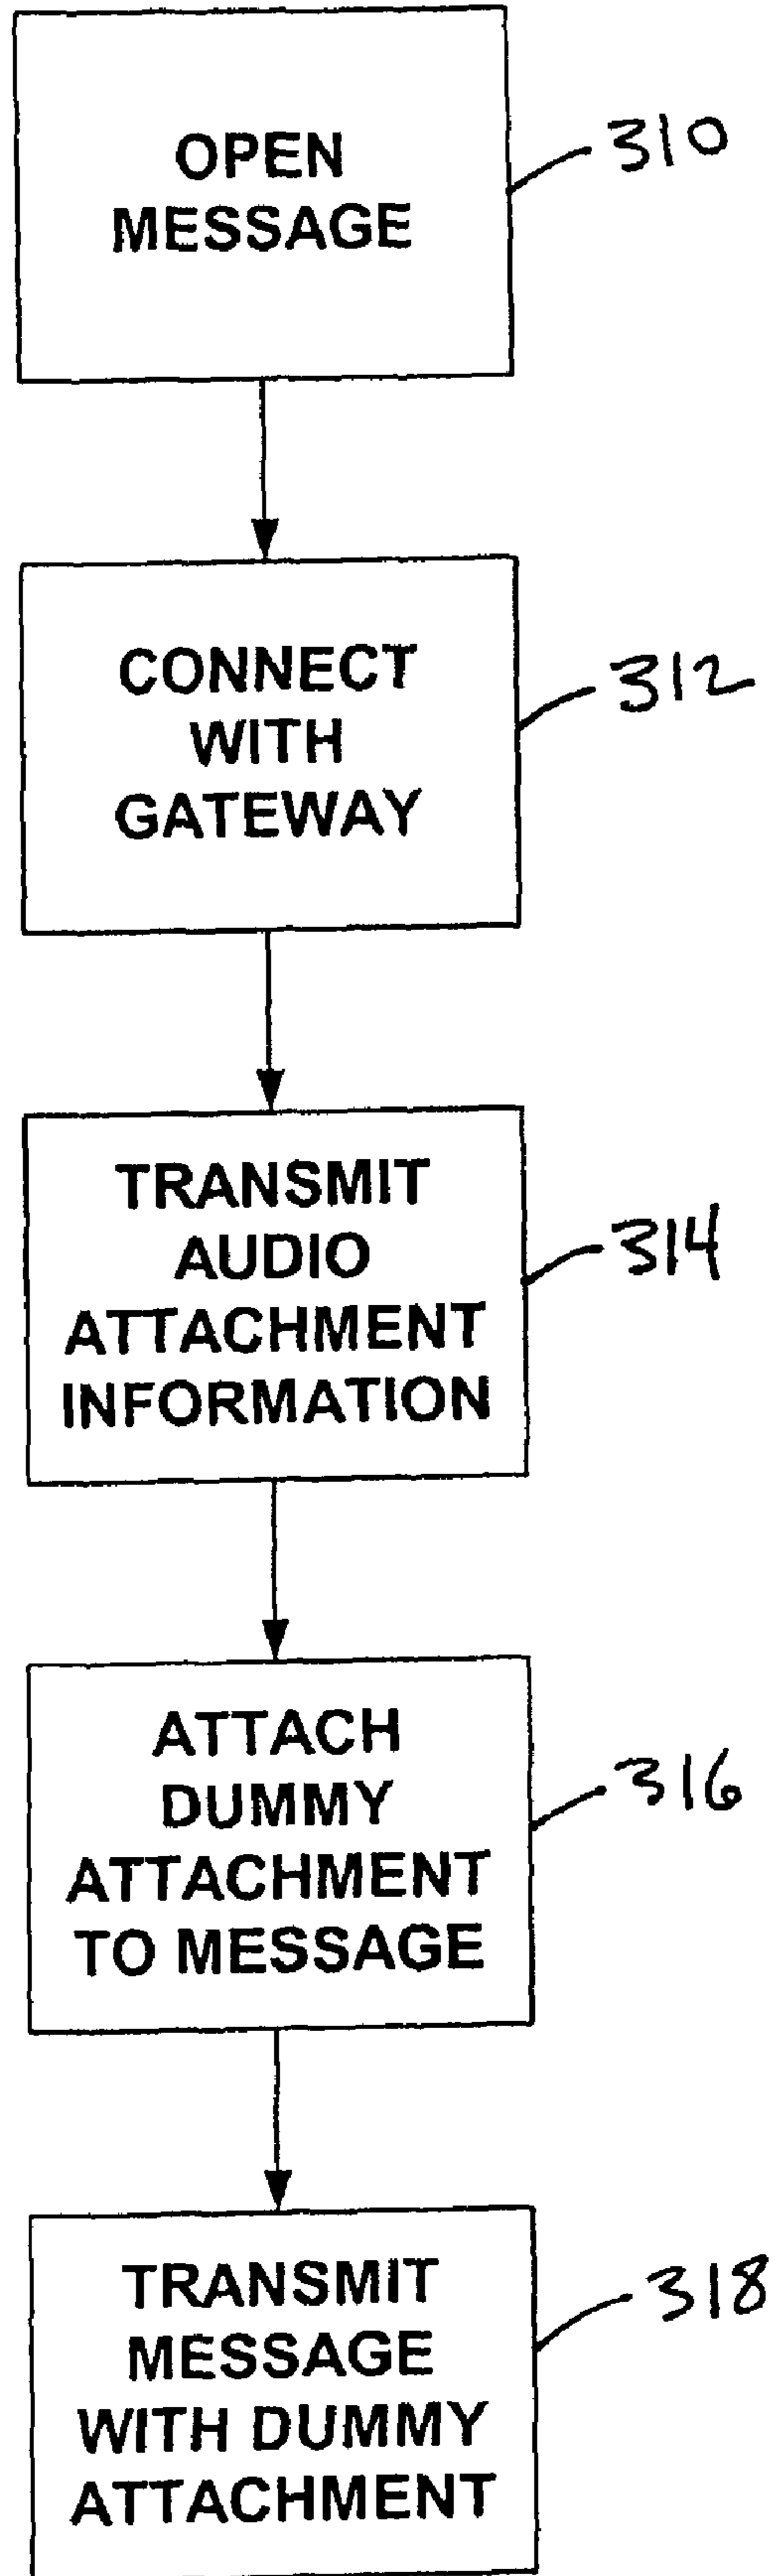 OPEN
MESSAGE
310
CONNECT
WITH
GATEWAY
312
TRANSMIT
AUDIO
ATTACHMENT
INFORMATION
314
ATTACH
DUMMY
ATTACHMENT
TO MESSAGE
316
TRANSMIT
MESSAGE
WITH DUMMY
ATTACHMENT
318